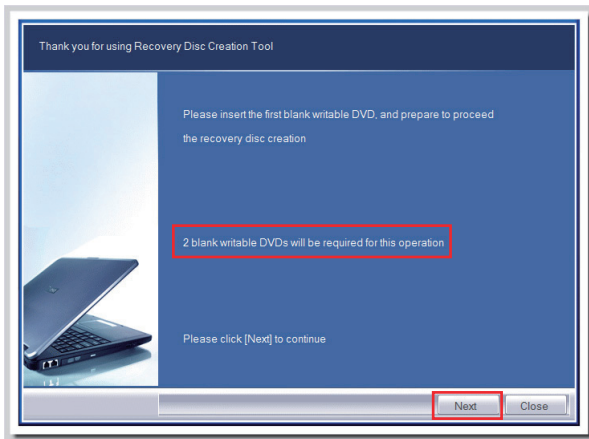 Thank you for using Recovery Disc Creation Tool
Please insert the first blank writable DVD, and prepare to proceed
the recovery disc creation
2 blank writable DVDs will be required for this operation
Please click [Next] to continue
Next
Close